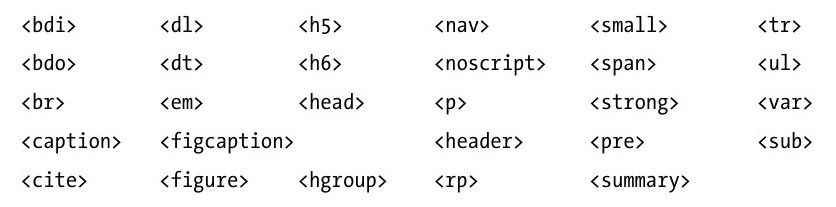 <bdi> <dl> <h5> <nav> <small> <tr>
<bdo> <dt> <h6> <noscript> <span> <ul>
<br> <em> <head> <p> <strong> <var>
<caption> <figcaption> <header> <pre> <sub>
<cite> <figure> <hgroup> <rp> <summary>